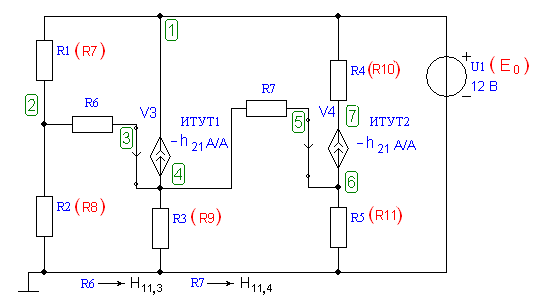 1
R1 (R7)
R4 (R10)
U1 (E0)
12 В
2
R6
V3
R7
V4
7
ИТУТ1
ИТУТ2
3
5
-h21 A/A
-h21 A/A
4
6
R2 (R8)
R3 (R9)
R5 (R11)
R6 → H11,3 R7 → H11,4